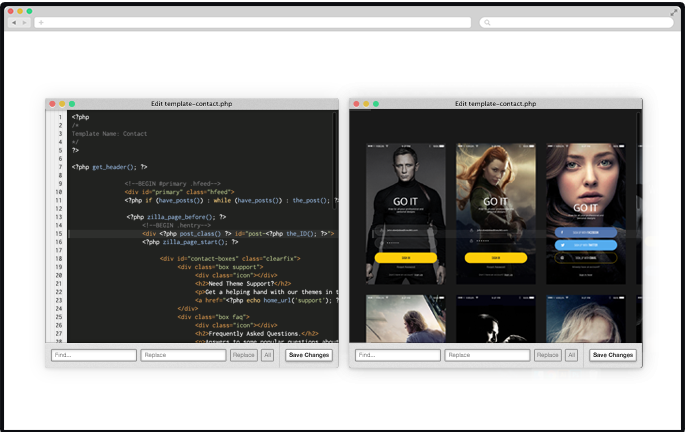 Edit template-contact.php
1 <?php
2 /*
3 Template Name: Contact
4 */
5 ?>
6
7 <?php get_header(); ?>
8
9 <!--BEGIN #primary .hfeed-->
10 <div id="primary" class="hfeed">
11 <?php if (have_posts()) : while (have_posts()) : the_post(); ?
12
13 <?php zilla_page_before(); ?>
14 <!--BEGIN .hentry-->
15 <div <?php post_class() ?> id="post-<?php the_ID(); ?>">
16 <?php zilla_page_start(); ?>
17
18 <div id="contact-boxes" class="clearfix">
19 <div class="box support">
20 <div class="icon"></div>
21 <h2>Need Theme Support?</h2>
22 <p>Get a helping hand with our themes in t
23 <a href="<?php echo home_url('support'); ?
24 </div>
25 <div class="box faq">
26 <div class="icon"></div>
27 <h2>Frequently Asked Questions.</h2>
28 <p>Answers to some popular questions about
Find...
Replace
Replace
All
Save Changes
Edit template-contact.php
GO IT
GO IT
GO IT
Find...
Replace
Replace
All
Save Changes